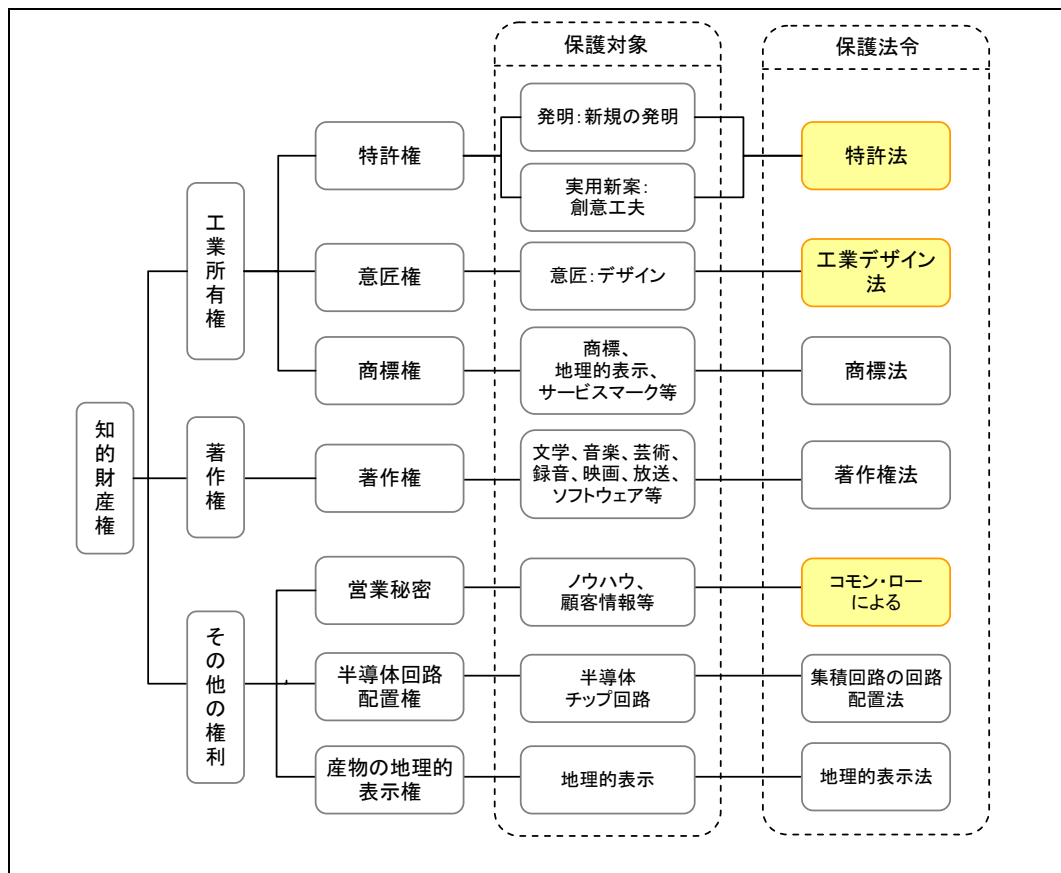 保護対象
保護法令
知的財産権
工業所有権
特許権
発明：新規の発明
実用新案：
創意工夫
特許法
意匠権
意匠：デザイン
工業デザイン
法
商標権
商標、
地理的表示、
サービスマーク等
商標法
著作権
著作権
文学、音楽、芸術、
録音、映画、放送、
ソフトウェア等
著作権法
その他の権利
営業秘密
ノウハウ、
顧客情報等
コモン・ロー
による
半導体回路
配置権
半導体
チップ回路
集積回路の回路
配置法
産物の地理的
表示権
地理的表示
地理的表示法